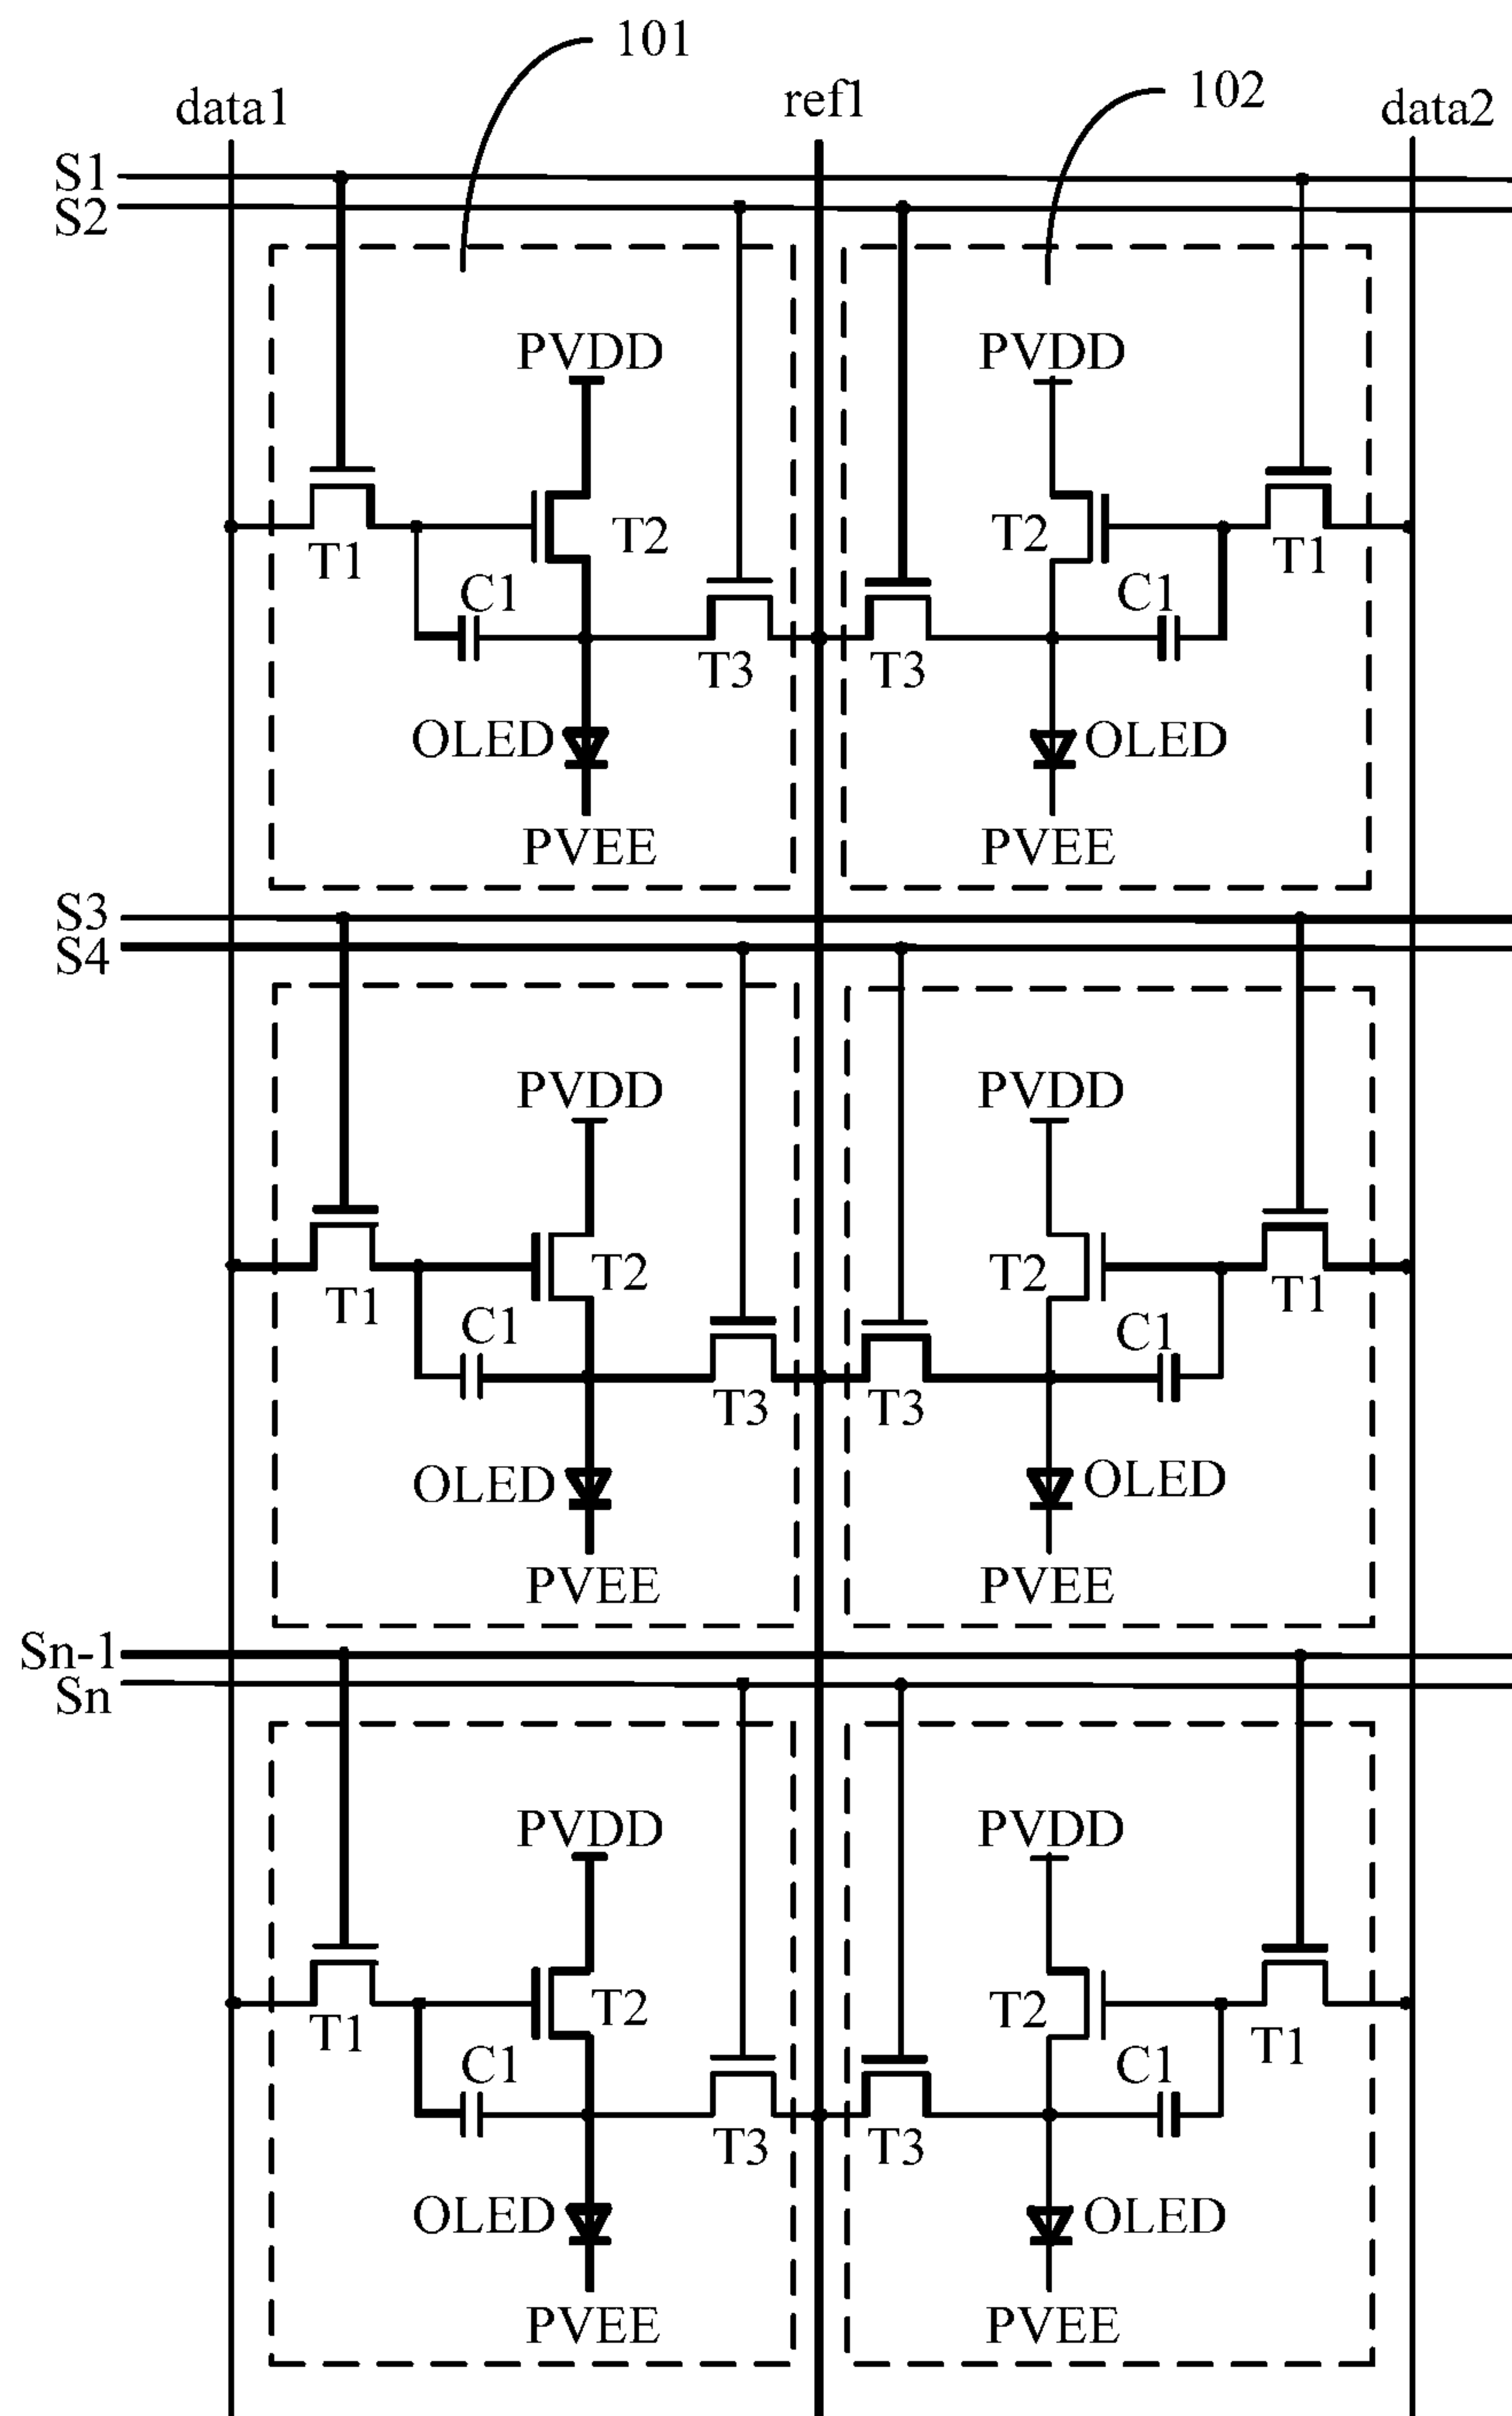 101
102
data1
ref1
data2
S1
S2
PVDD
PVDD
T1
T2
T2
T1
C1
C1
T3
T3
OLED
OLED
PVEE
PVEE
S3
S4
PVDD
PVDD
T1
T2
T2
T1
C1
C1
T3
T3
OLED
OLED
PVEE
PVEE
Sn-1
Sn
PVDD
PVDD
T1
T2
T2
T1
C1
C1
T3
T3
OLED
OLED
PVEE
PVEE